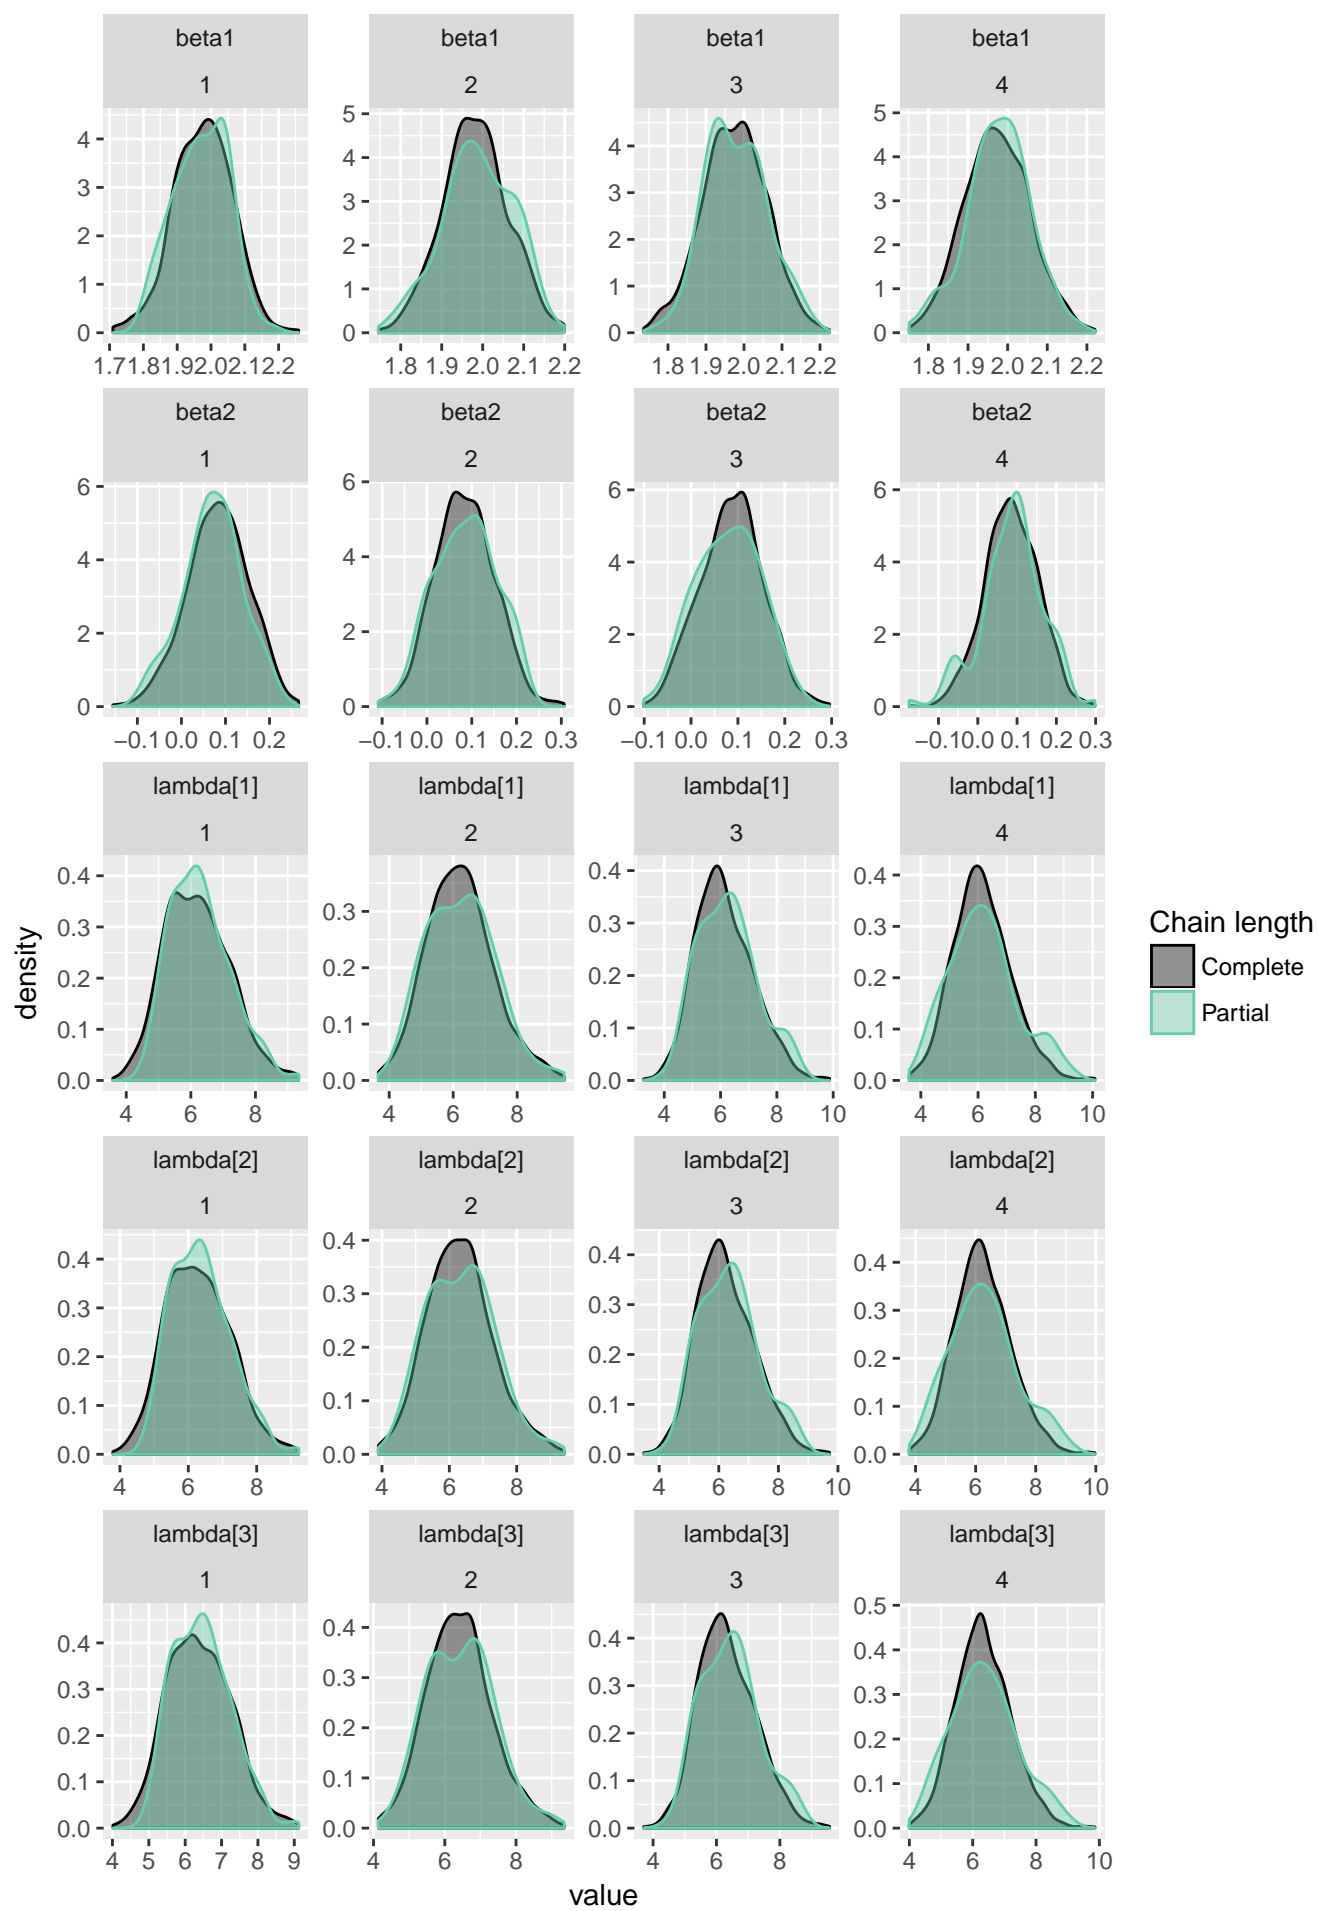 beta1 beta1 beta1 beta1
1 2 3 4
4 3 2 1 0
5 4 3 2 1 0
4 3 2 1 0
5 4 3 2 1 0
1.7 1.8 1.9 2.0 2.1 2.2
1.8 1.9 2.0 2.1 2.2
1.8 1.9 2.0 2.1 2.2
1.8 1.9 2.0 2.1 2.2
beta2 beta2 beta2 beta2
1 2 3 4
6 4 2 0
6 4 2 0
6 4 2 0
6 4 2 0
−0.1 0.0 0.1 0.2
−0.1 0.0 0.1 0.2 0.3
−0.1 0.0 0.1 0.2 0.3
−0.1 0.0 0.1 0.2 0.3
lambda[1] lambda[1] lambda[1] lambda[1]
1 2 3 4
0.4 0.3 0.2 0.1 0.0
0.3 0.2 0.1 0.0
0.4 0.3 0.2 0.1 0.0
0.4 0.3 0.2 0.1 0.0
4 6 8
4 6 8
4 6 8 10
4 6 8 10
lambda[2] lambda[2] lambda[2] lambda[2]
1 2 3 4
0.4 0.3 0.2 0.1 0.0
0.4 0.3 0.2 0.1 0.0
0.4 0.3 0.2 0.1 0.0
0.4 0.3 0.2 0.1 0.0
4 6 8
4 6 8
4 6 8 10
4 6 8 10
lambda[3] lambda[3] lambda[3] lambda[3]
1 2 3 4
0.4 0.3 0.2 0.1 0.0
0.4 0.3 0.2 0.1 0.0
0.4 0.3 0.2 0.1 0.0
0.5 0.4 0.3 0.2 0.1 0.0
4 5 6 7 8 9
4 6 8
4 6 8
4 6 8 10
density
value
Chain length
Complete
Partial